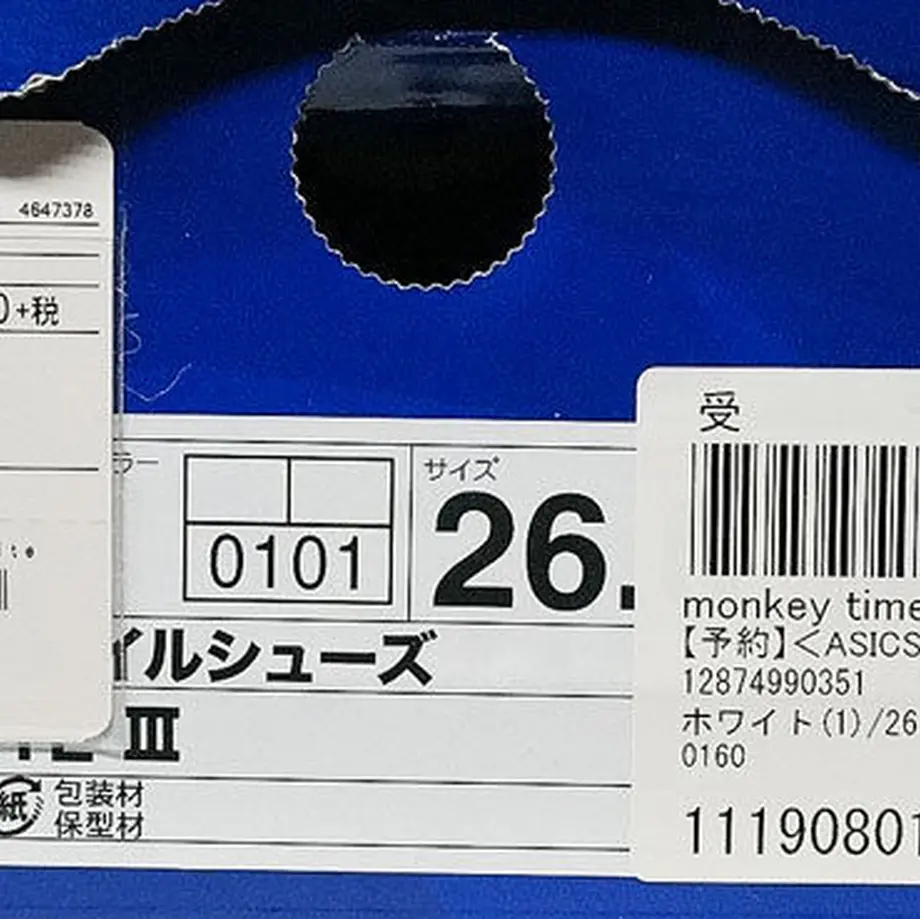 4647378
0+税
ラー
0101
サイズ
26.
イルシューズ
III
紙
包装材
保型材
受
monkey time
【予約】<ASICS
12874990351
ホワイト(1)/26
0160
11190801